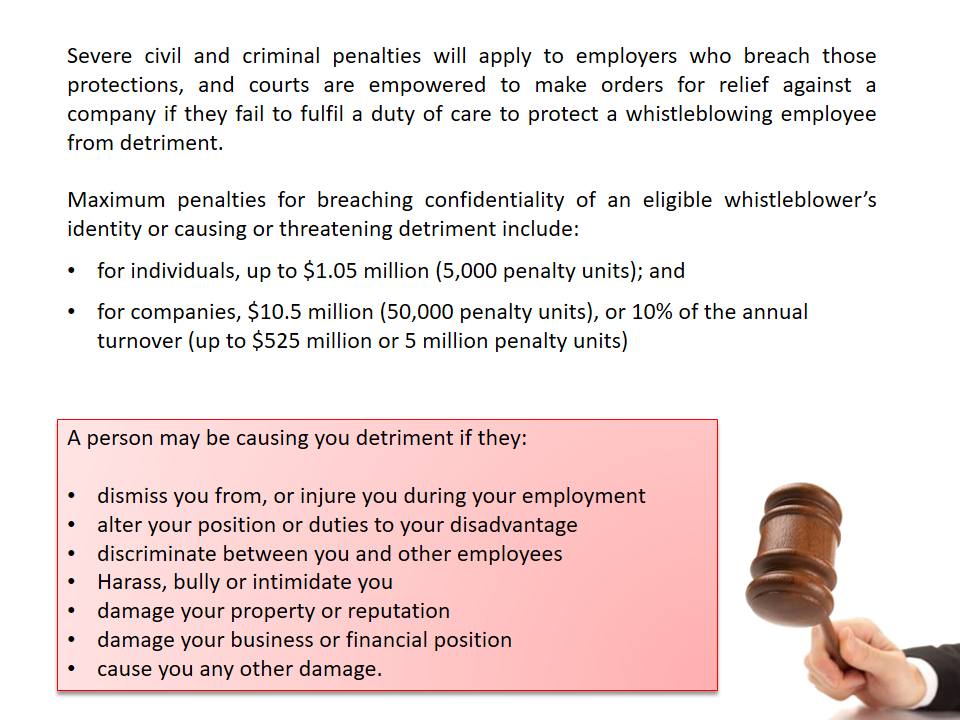 Severe civil and criminal penalties will apply to employers who breach those
protections, and courts are empowered to make orders for relief against a
company if they fail to fulfil a duty of care to protect a whistleblowing employee
from detriment.
Maximum penalties for breaching confidentiality of an eligible whistleblower’s
identity or causing or threatening detriment include:
• for individuals, up to $1.05 million (5,000 penalty units); and
• for companies, $10.5 million (50,000 penalty units), or 10% of the annual
turnover (up to $525 million or 5 million penalty units)
A person may be causing you detriment if they:
• dismiss you from, or injure you during your employment
• alter your position or duties to your disadvantage
• discriminate between you and other employees
• Harass, bully or intimidate you
• damage your property or reputation
• damage your business or financial position
• cause you any other damage.